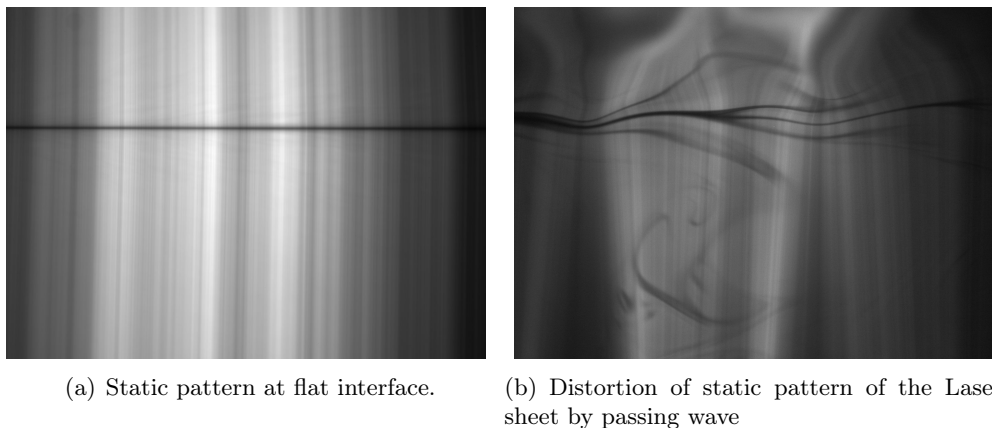 (a) Static pattern at flat interface.
(b) Distortion of static pattern of the Lase
sheet by passing wave